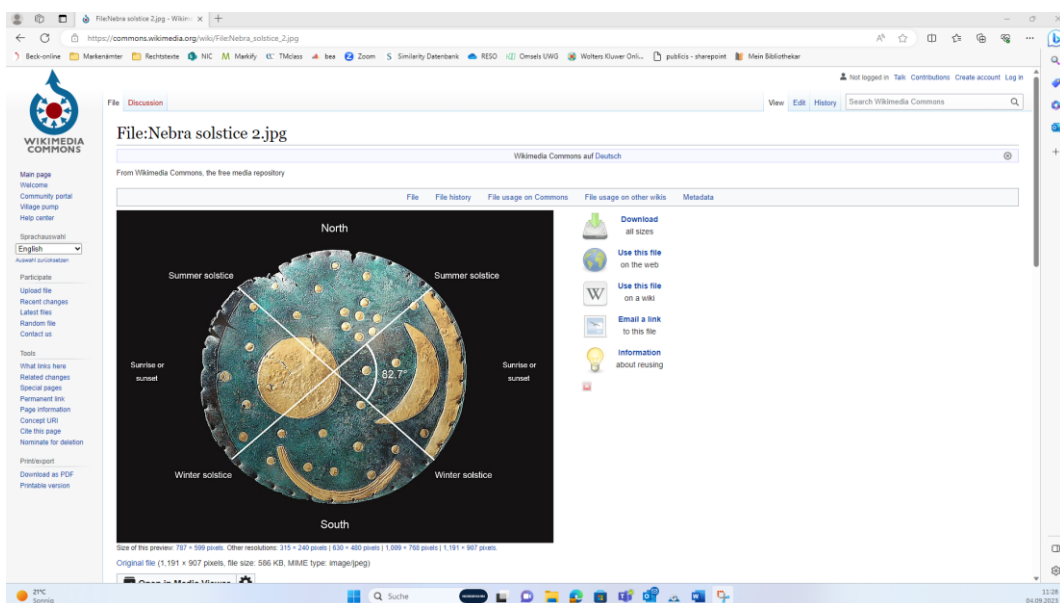 File:Nebra solstice 2.jpg - Wikim
https://commons.wikimedia.org/wiki/File:Nebra_solstice_2.jpg
Beck-online Markenämter Rechtstexte NIC Markify TMclass bea Zoom Similarity Datenbank RESO Omsels UWG Wolters Kluwer Onli... publicis - sharepoint Mein Bibliothekar
Not logged in Talk Contributions Create account Log in
File Discussion
View Edit History Search Wikimedia Commons
WIKIMEDIA
COMMONS
File:Nebra solstice 2.jpg
Wikimedia Commons auf Deutsch
From Wikimedia Commons, the free media repository
File File history File usage on Commons File usage on other wikis Metadata
Main page
Welcome
Community portal
Village pump
Help center
Sprachauswahl
English
Auswahl zurücksetzen
Participate
Upload file
Recent changes
Latest files
Random file
Contact us
Tools
What links here
Related changes
Special pages
Permanent link
Page information
Concept URI
Cite this page
Nominate for deletion
Print/export
Download as PDF
Printable version
North
Summer solstice
Summer solstice
Sunrise or
sunset
82.7°
Sunrise or
sunset
Winter solstice
Winter solstice
South
Download
all sizes
Use this file
on the web
W
Use this file
on a wiki
Email a link
to this file
Information
about reusing
Size of this preview: 787 × 599 pixels. Other resolutions: 315 × 240 pixels | 630 × 480 pixels | 1,009 × 768 pixels | 1,191 × 907 pixels.
Original file (1,191 × 907 pixels, file size: 586 KB, MIME type: image/jpeg)
Open in Media Viewer
21°C
Sonnig
Suche
11:28
04.09.2023